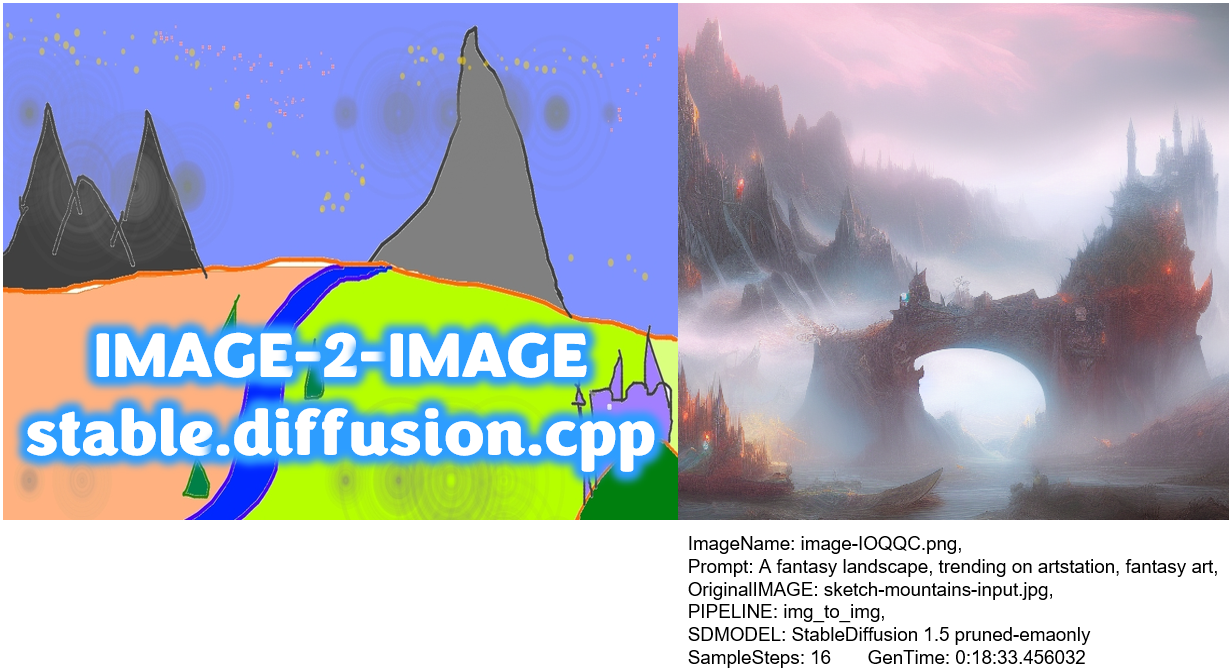 IMAGE-2-IMAGE
stable.diffusion.cpp
ImageName: image-IOQQC.png,
Prompt: A fantasy landscape, trending on artstation, fantasy art,
OriginalIMAGE: sketch-mountains-input.jpg,
PIPELINE: img_to_img,
SDMODEL: StableDiffusion 1.5 pruned-emaonly
SampleSteps: 16 GenTime: 0:18:33.456032